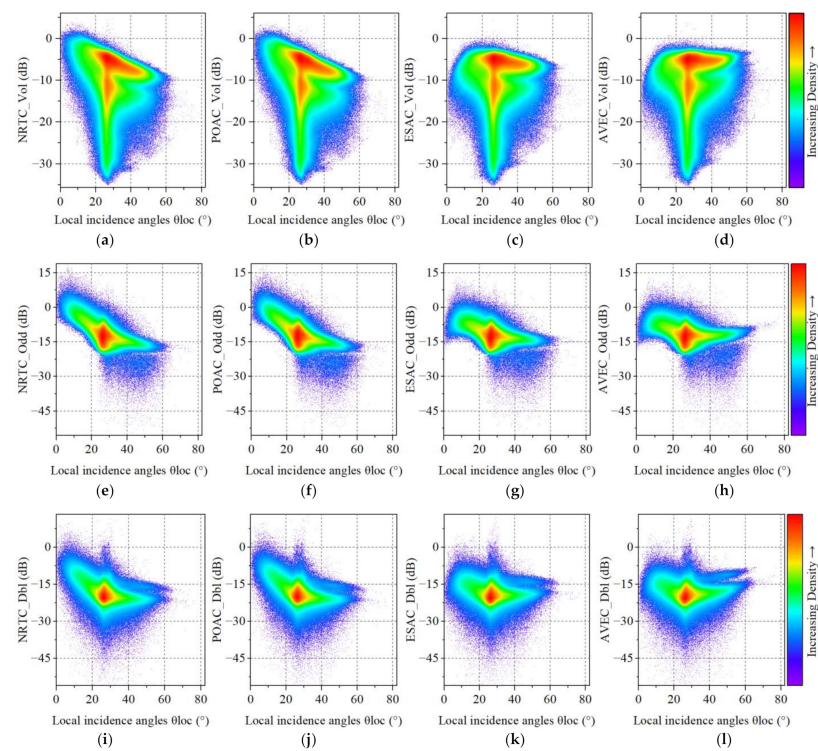 0
−10
−20
−30
NRTC_Vol (dB)
0 20 40 60 80
Local incidence angles θloc (°)
(a)
0
−10
−20
−30
POAC_Vol (dB)
0 20 40 60 80
Local incidence angles θloc (°)
(b)
0
−10
−20
−30
ESAC_Vol (dB)
0 20 40 60 80
Local incidence angles θloc (°)
(c)
0
−10
−20
−30
AVEC_Vol (dB)
0 20 40 60 80
Local incidence angles θloc (°)
(d)
Increasing Density →
15
0
−15
−30
−45
NRTC_Odd (dB)
0 20 40 60 80
Local incidence angles θloc (°)
(e)
15
0
−15
−30
−45
POAC_Odd (dB)
0 20 40 60 80
Local incidence angles θloc (°)
(f)
15
0
−15
−30
−45
ESAC_Odd (dB)
0 20 40 60 80
Local incidence angles θloc (°)
(g)
15
0
−15
−30
−45
AVEC_Odd (dB)
0 20 40 60 80
Local incidence angles θloc (°)
(h)
Increasing Density →
0
−15
−30
−45
NRTC_Dbl (dB)
0 20 40 60 80
Local incidence angles θloc (°)
(i)
0
−15
−30
−45
POAC_Dbl (dB)
0 20 40 60 80
Local incidence angles θloc (°)
(j)
0
−15
−30
−45
ESAC_Dbl (dB)
0 20 40 60 80
Local incidence angles θloc (°)
(k)
0
−15
−30
−45
AVEC_Dbl (dB)
0 20 40 60 80
Local incidence angles θloc (°)
(l)
Increasing Density →